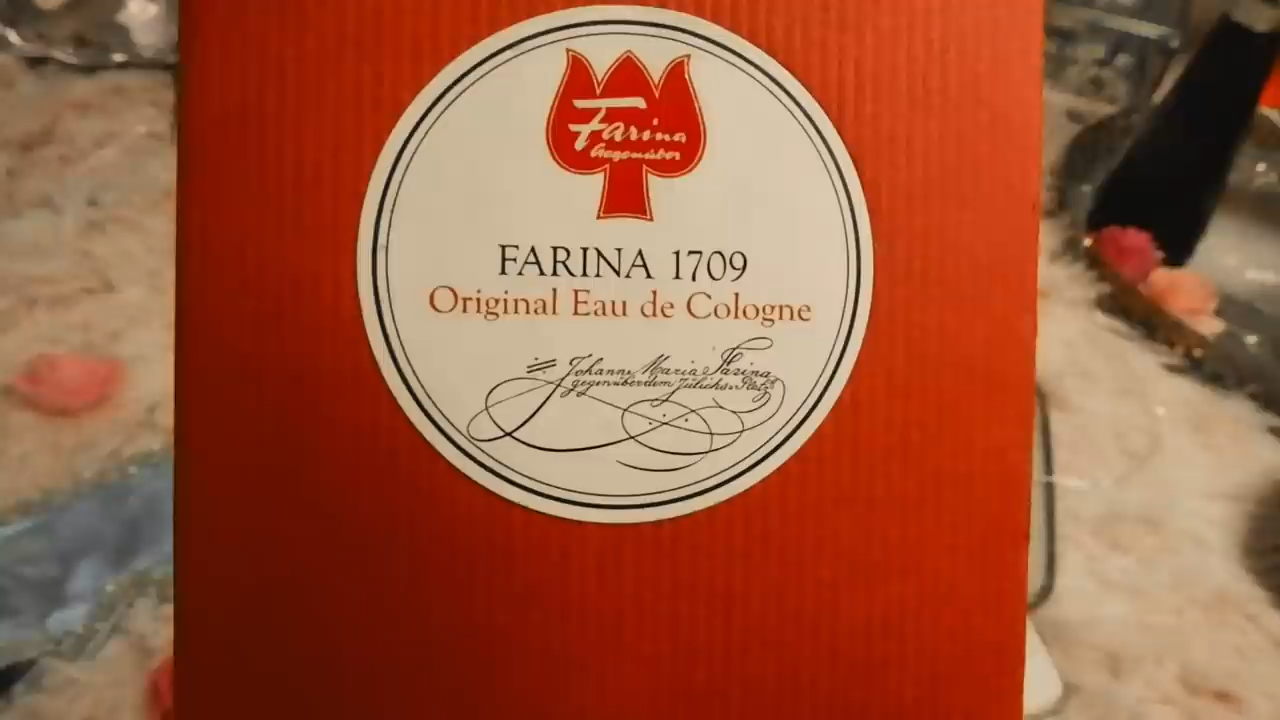 Farina
Gegenüber
FARINA 1709
Original Eau de Cologne
Johann Maria Farina
gegenüber dem Jülichs-Platz